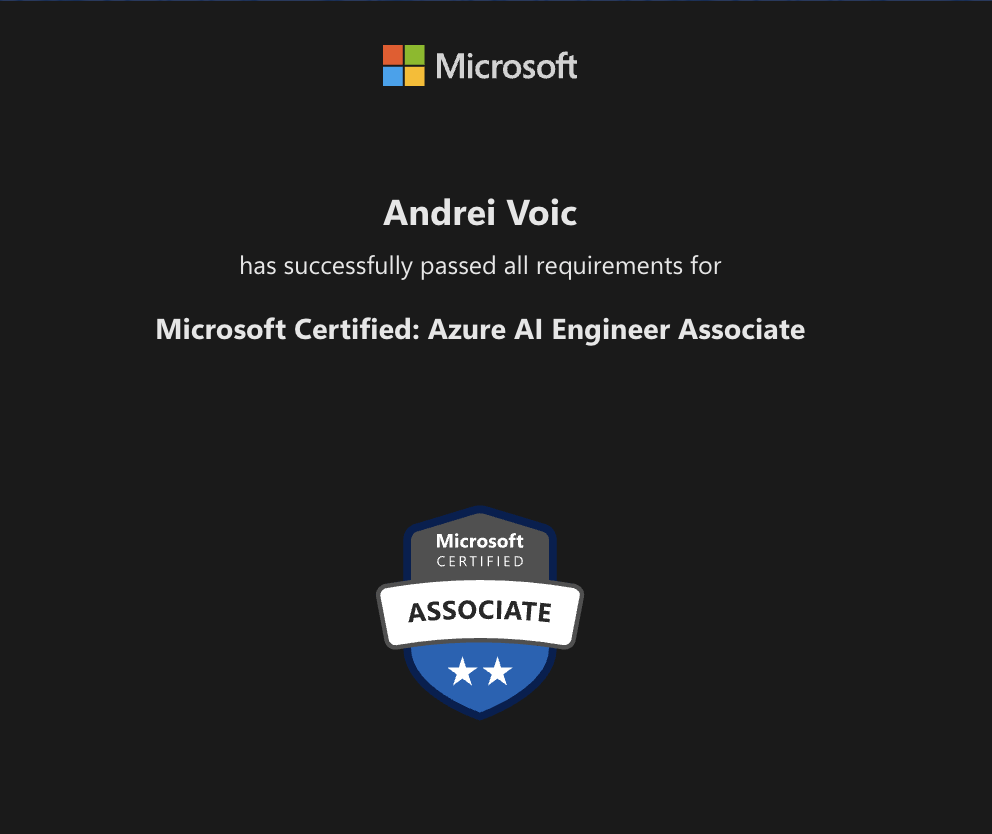 Microsoft
Andrei Voic
has successfully passed all requirements for
Microsoft Certified: Azure AI Engineer Associate
Microsoft
CERTIFIED
ASSOCIATE